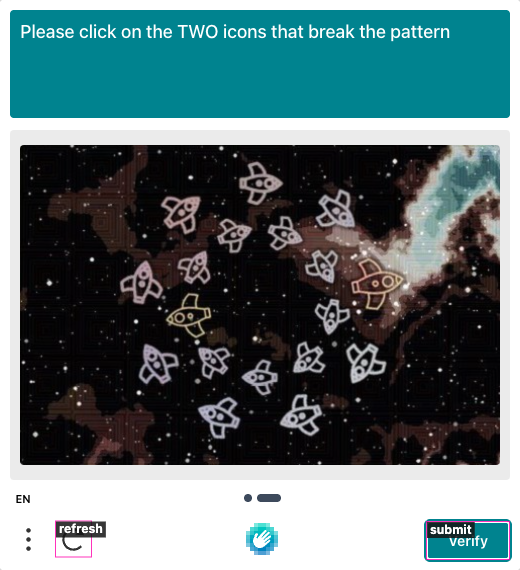 Please click on the TWO icons that break the pattern
EN
refresh
submit
Verify